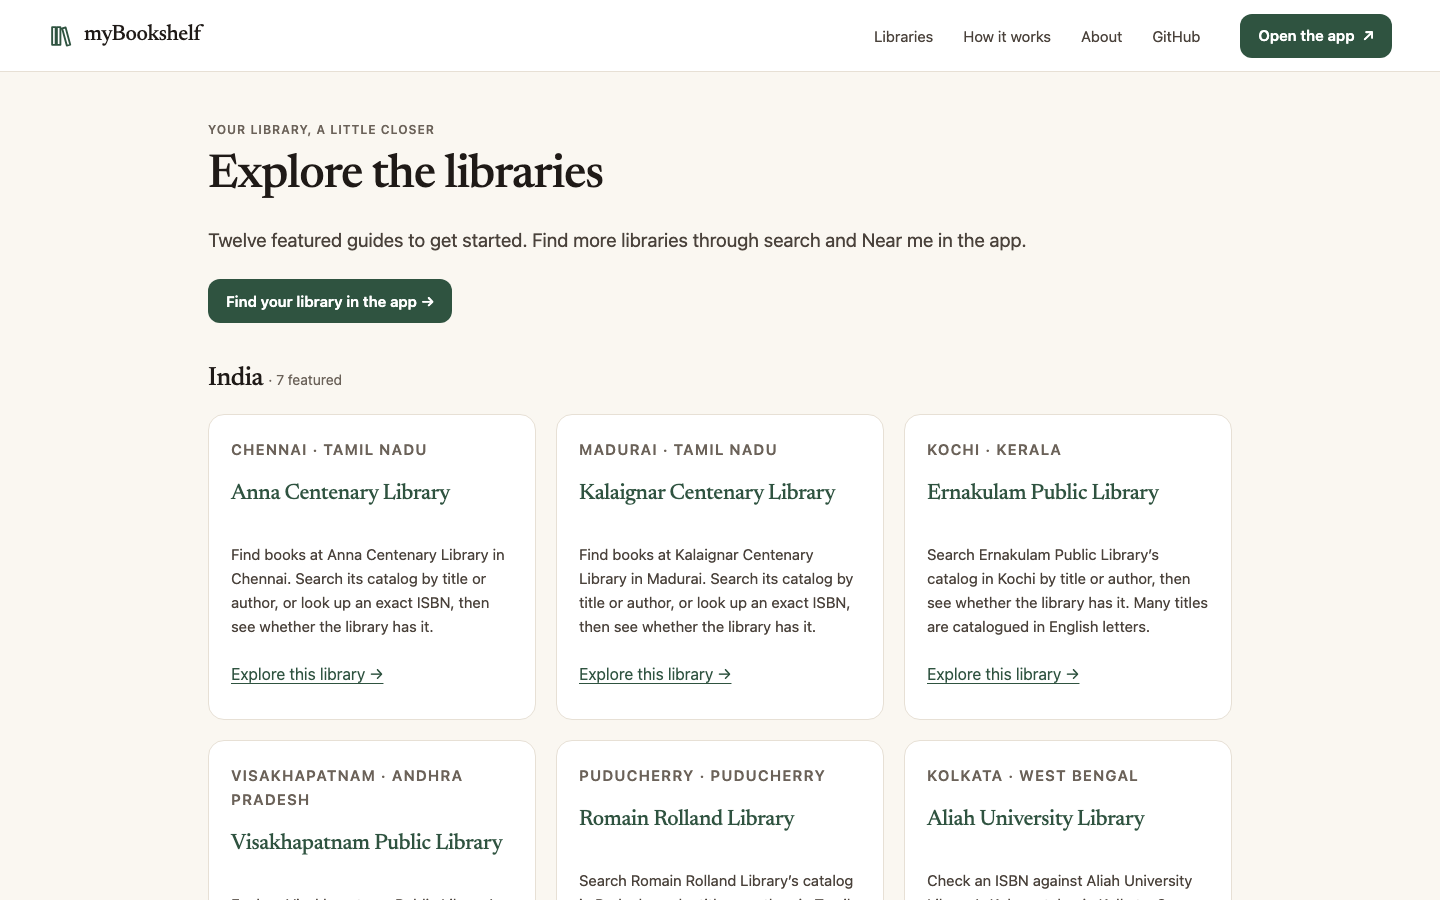 myBookshelf
Libraries
How it works
About
GitHub
Open the app ↗
YOUR LIBRARY, A LITTLE CLOSER
Explore the libraries
Twelve featured guides to get started. Find more libraries through search and Near me in the app.
Find your library in the app →
India · 7 featured
CHENNAI · TAMIL NADU
Anna Centenary Library
Find books at Anna Centenary Library in
Chennai. Search its catalog by title or
author, or look up an exact ISBN, then
see whether the library has it.
Explore this library →
MADURAI · TAMIL NADU
Kalaignar Centenary Library
Find books at Kalaignar Centenary
Library in Madurai. Search its catalog by
title or author, or look up an exact ISBN,
then see whether the library has it.
Explore this library →
KOCHI · KERALA
Ernakulam Public Library
Search Ernakulam Public Library’s
catalog in Kochi by title or author, then
see whether the library has it. Many titles
are catalogued in English letters.
Explore this library →
VISAKHAPATNAM · ANDHRA
PRADESH
Visakhapatnam Public Library
PUDUCHERRY · PUDUCHERRY
Romain Rolland Library
Search Romain Rolland Library’s catalog
KOLKATA · WEST BENGAL
Aliah University Library
Check an ISBN against Aliah University